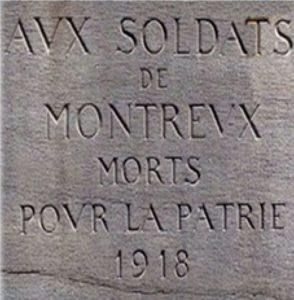 AVX SOLDATS
DE
MONTREVX
MORTS
POVR LA PATRIE
1918